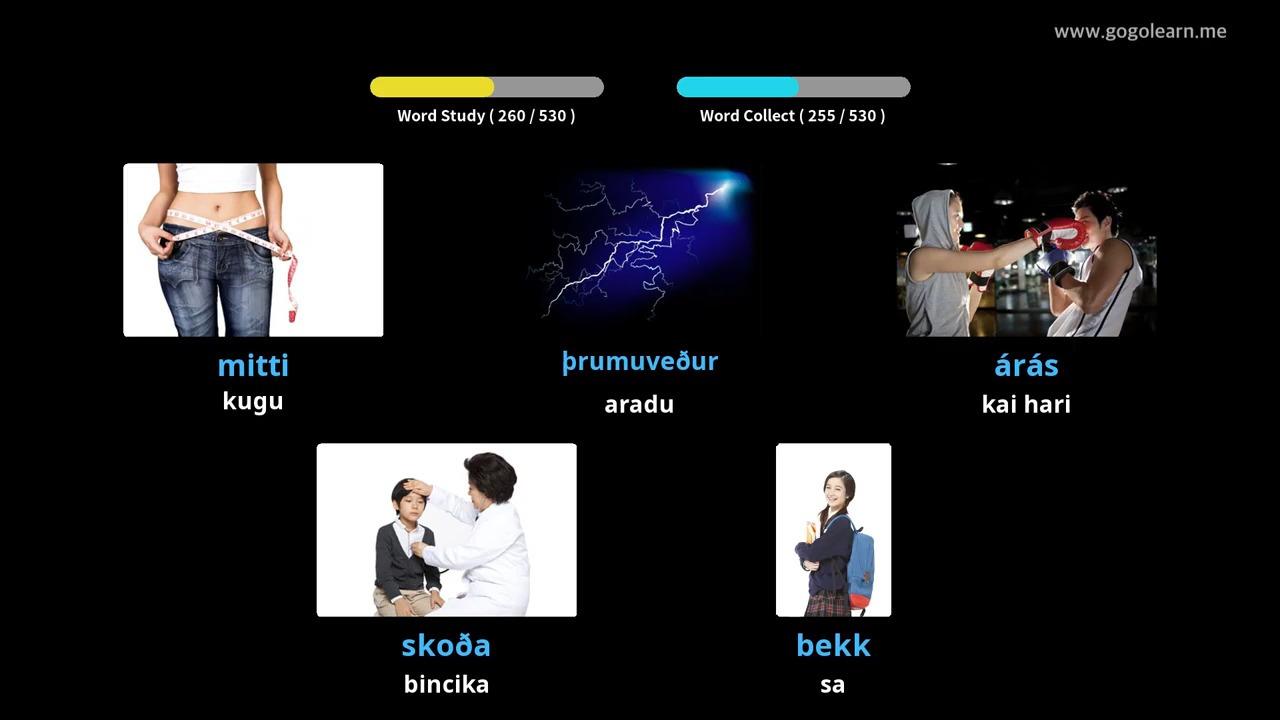 www.gogolearn.me
Word Study ( 260 / 530 )
Word Collect ( 255 / 530 )
mitti
kugu
þrumuveður
aradu
árás
kai hari
skoða
bincika
bekk
sa